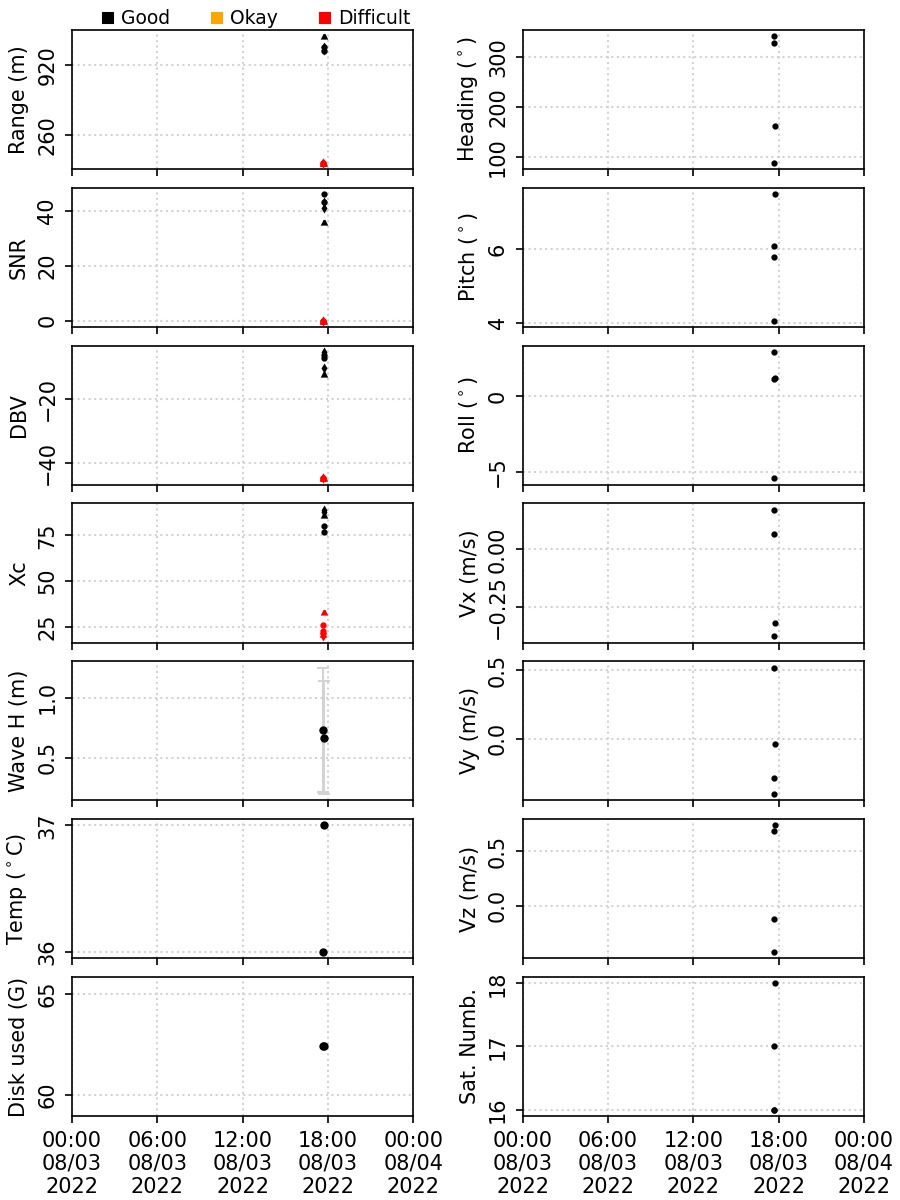 Good Okay Difficult
Range (m)
920
260
Heading (°)
300
200
100
SNR
40
20
0
Pitch (°)
6
4
DBV
−20
−40
Roll (°)
0
−5
Xc
75
50
25
Vx (m/s)
0.00
−0.25
Wave H (m)
1.0
0.5
Vy (m/s)
0.5
0.0
Temp (°C)
37
36
Vz (m/s)
0.5
0.0
Disk used (G)
65
60
Sat. Numb.
18
17
16
00:00 06:00 12:00 18:00 00:00
08/03 08/03 08/03 08/03 08/04
2022 2022 2022 2022 2022
00:00 06:00 12:00 18:00 00:00
08/03 08/03 08/03 08/03 08/04
2022 2022 2022 2022 2022